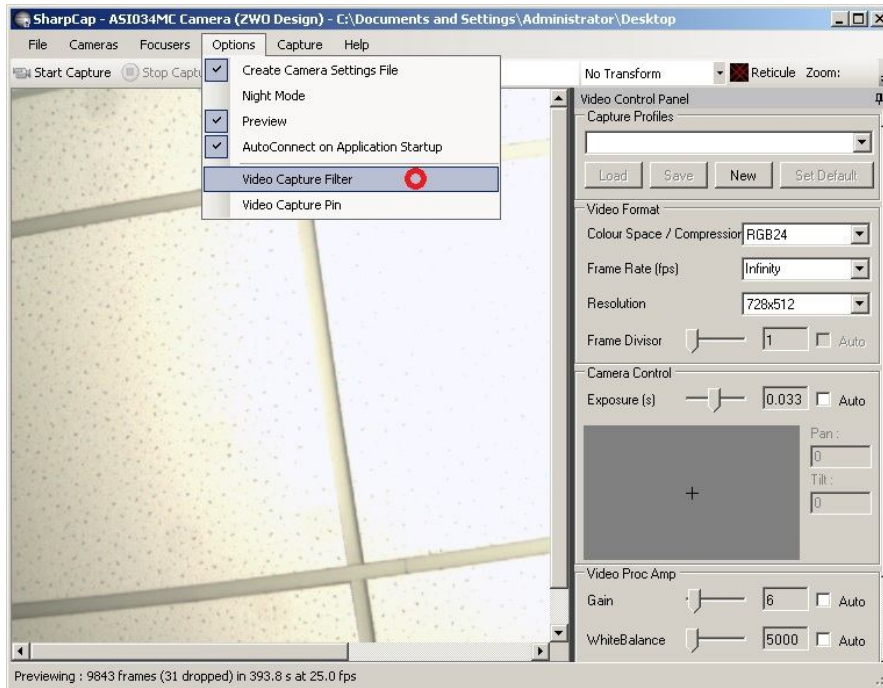 SharpCap - ASI034MC Camera (ZWO Design) - C:\Documents and Settings\Administrator\Desktop
File Cameras Focusers Options Capture Help
Start Capture Stop Capt No Transform Reticule Zoom:
Create Camera Settings File
Night Mode
Preview
AutoConnect on Application Startup
Video Capture Filter
Video Capture Pin
Video Control Panel
Capture Profiles
Load Save New Set Default
Video Format
Colour Space / Compression RGB24
Frame Rate (fps) Infinity
Resolution 728x512
Frame Divisor 1 Auto
Camera Control
Exposure (s) 0.033 Auto
Pan :
0
Tilt :
0
Video Proc Amp
Gain 6 Auto
WhiteBalance 5000 Auto
Previewing : 9843 frames (31 dropped) in 393.8 s at 25.0 fps